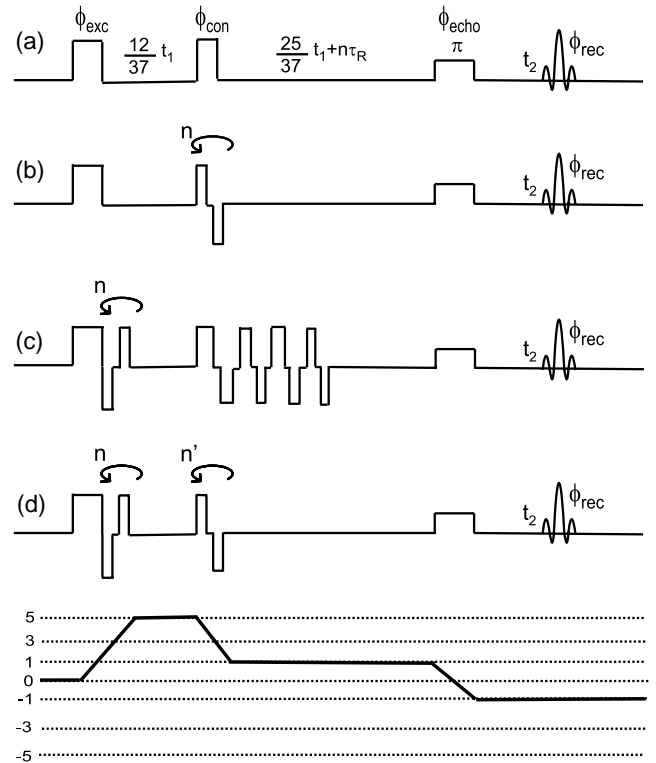 ϕexc ϕcon ϕecho
(a) 12/37 t1 25/37 t1+nτR π t2 ϕrec
n
(b) t2 ϕrec
n
(c) t2 ϕrec
n n'
(d) t2 ϕrec
5
3
1
0
-1
-3
-5